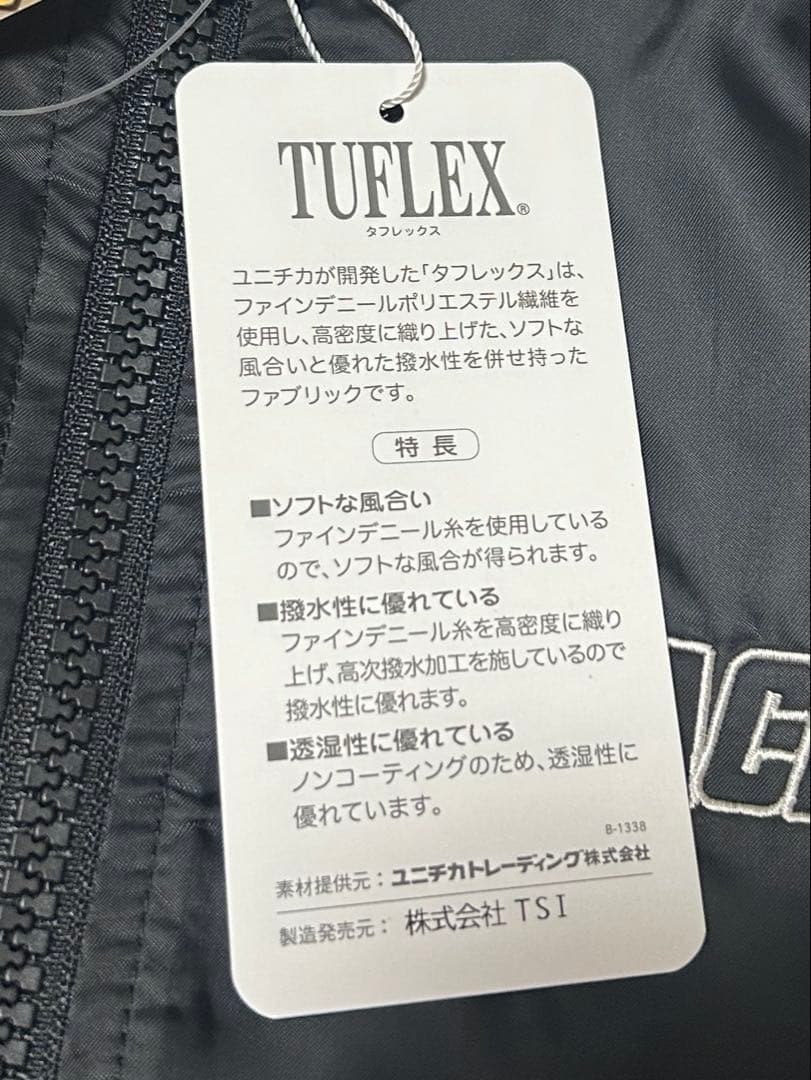 TUFLEX®
タフレックス
ユニチカが開発した「タフレックス」は、
ファインデニールポリエステル繊維を
使用し、高密度に織り上げた、ソフトな
風合いと優れた撥水性を併せ持った
ファブリックです。
特長
■ソフトな風合い
ファインデニール糸を使用している
ので、ソフトな風合が得られます。
■撥水性に優れている
ファインデニール糸を高密度に織り
上げ、高次撥水加工を施しているので
撥水性に優れます。
■透湿性に優れている
ノンコーティングのため、透湿性に
優れています。
B-1338
素材提供元：ユニチカトレーディング株式会社
製造発売元：株式会社TSI